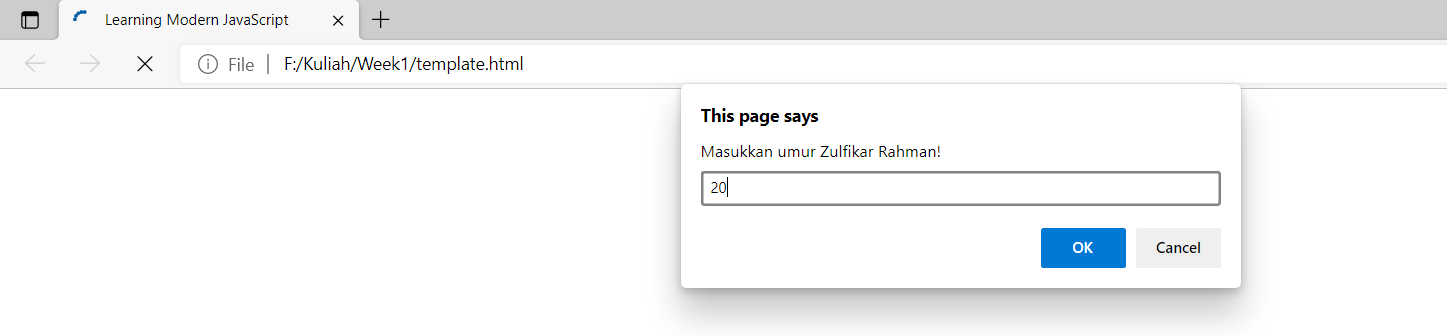 Learning Modern JavaScript
File F:/Kuliah/Week1/template.html
This page says
Masukkan umur Zulfikar Rahman!
20
OK Cancel